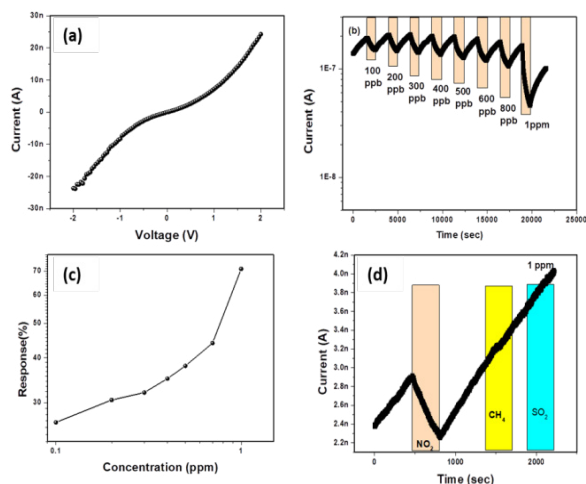 (a)
30n
20n
10n
0
-10n
-20n
-30n
-2
-1
0
1
2
Current (A)
Voltage (V)
(b)
1E-7
1E-8
100
ppb
200
ppb
300
ppb
400
ppb
500
ppb
600
ppb
800
ppb
1ppm
0
5000
10000
15000
20000
25000
Current (A)
Time (sec)
(c)
70
60
50
40
30
0.1
1
Response(%)
Concentration (ppm)
(d)
1 ppm
4.2n
4.0n
3.8n
3.6n
3.4n
3.2n
3.0n
2.8n
2.6n
2.4n
2.2n
NO2
CH4
SO2
0
1000
2000
Current (A)
Time (sec)